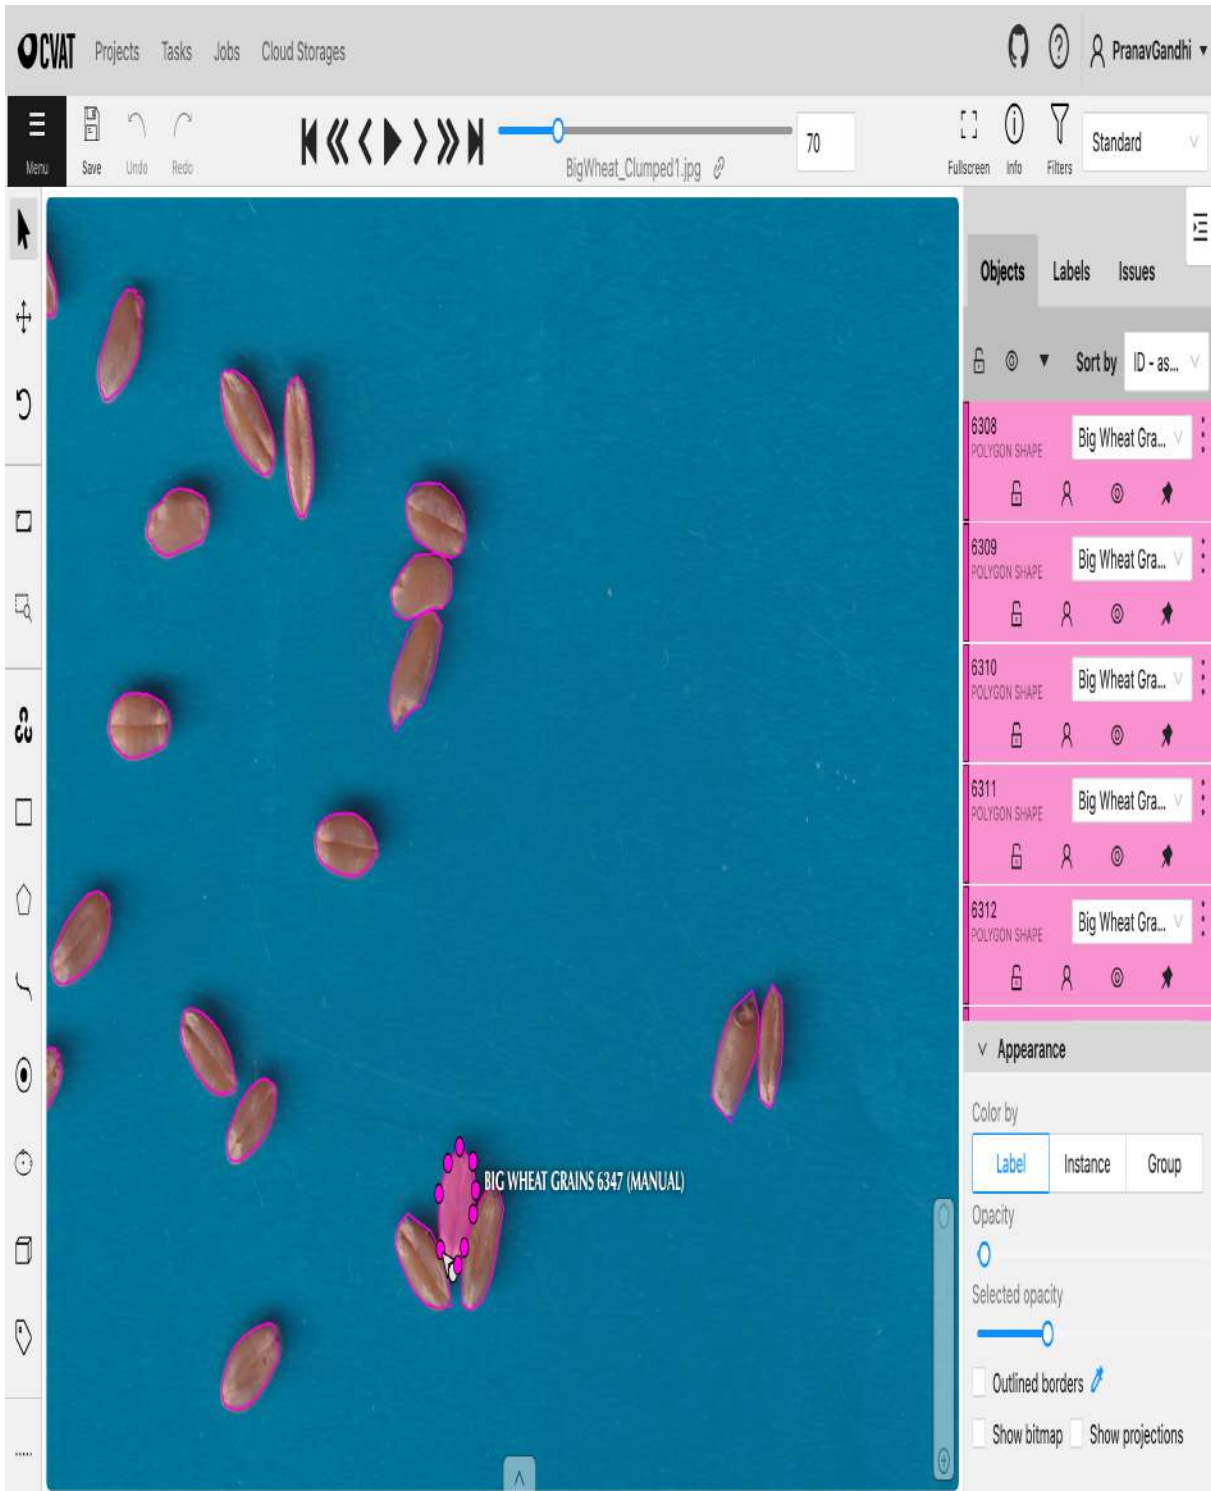 CVAT Projects Tasks Jobs Cloud Storages PranavGandhi
Menu Save Undo Redo BigWheat_Clumped1.jpg 70 Fullscreen Info Filters Standard
Objects Labels Issues
Sort by ID - as...
6308 Big Wheat Gra...
POLYGON SHAPE
6309 Big Wheat Gra...
POLYGON SHAPE
6310 Big Wheat Gra...
POLYGON SHAPE
6311 Big Wheat Gra...
POLYGON SHAPE
6312 Big Wheat Gra...
POLYGON SHAPE
Appearance
Color by
Label Instance Group
BIG WHEAT GRAINS 6347 (MANUAL)
Opacity
Selected opacity
Outlined borders
Show bitmap Show projections